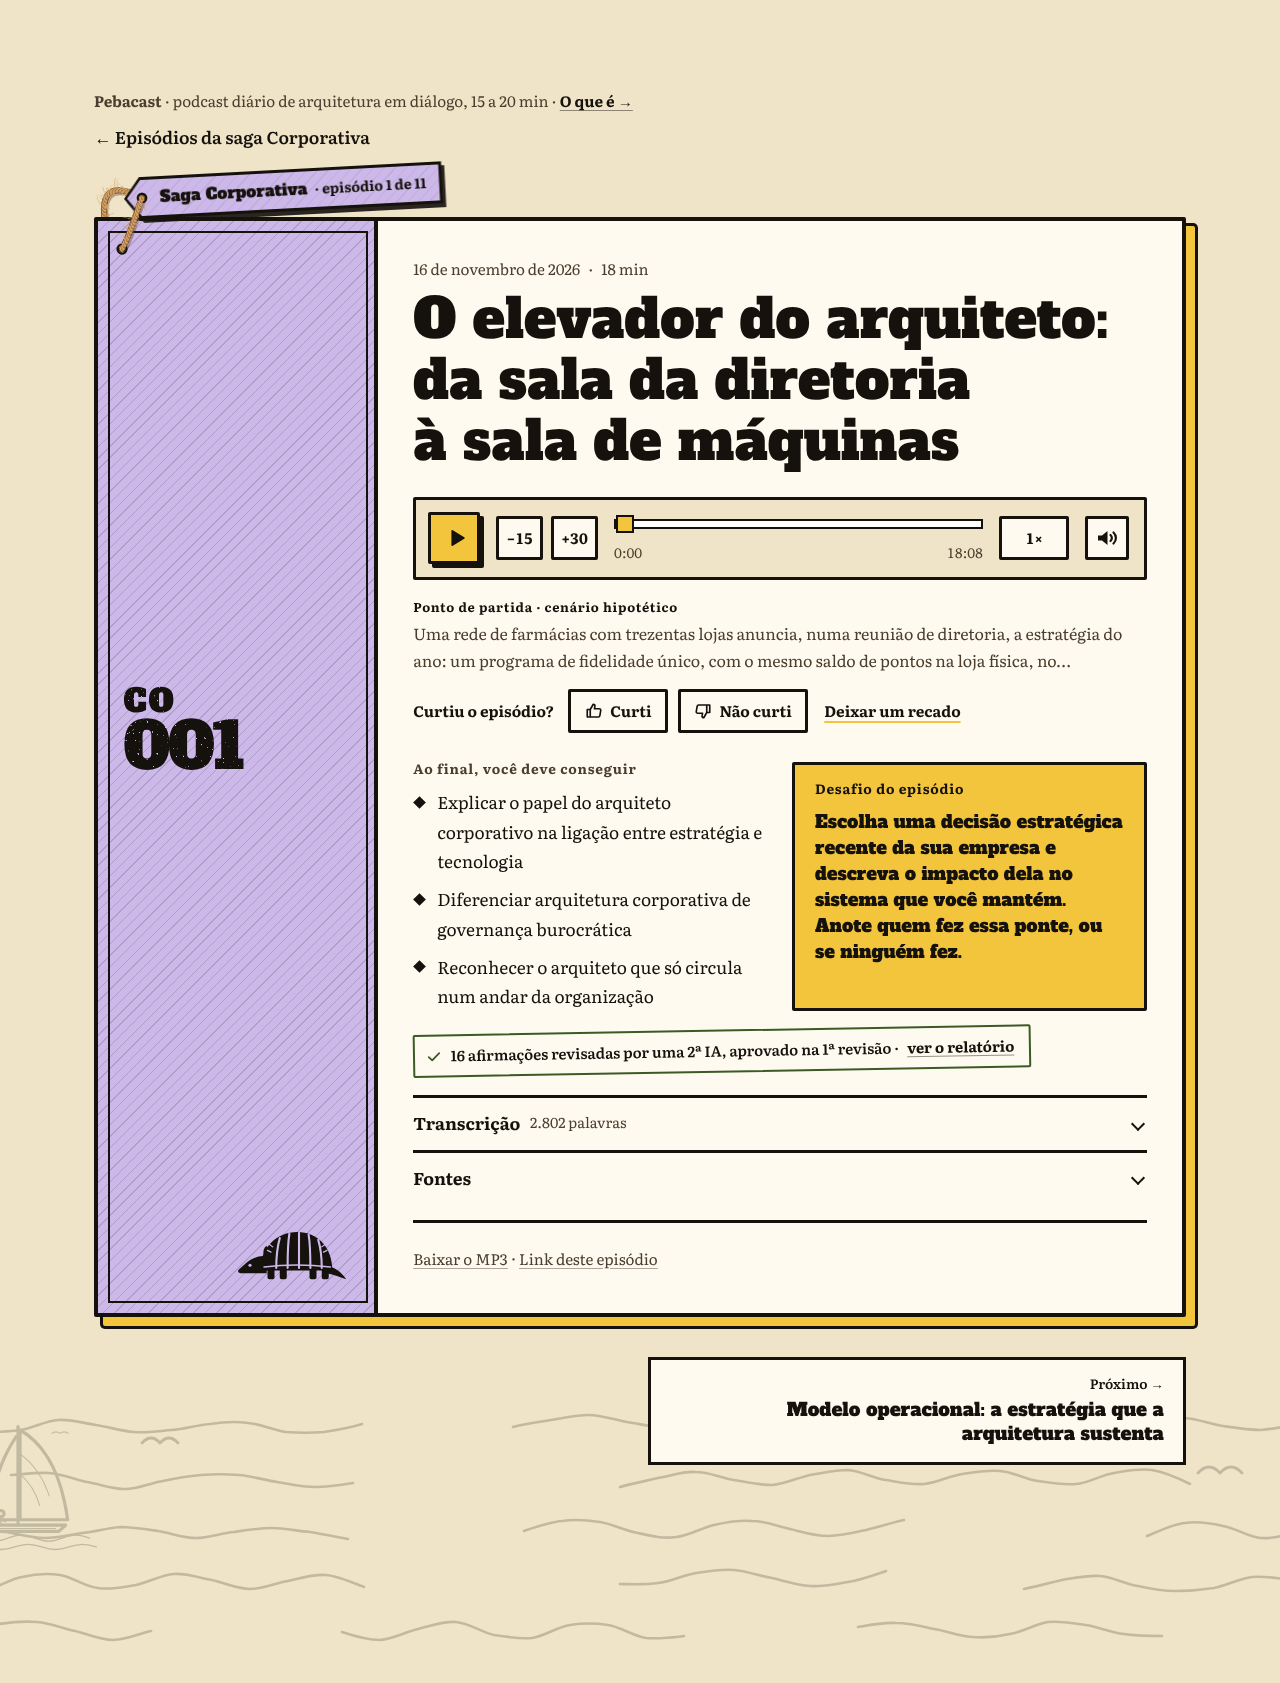 Pebacast · podcast diário de arquitetura em diálogo, 15 a 20 min · O que é →
← Episódios da saga Corporativa
Saga Corporativa · episódio 1 de 11
CO
001
16 de novembro de 2026 · 18 min
O elevador do arquiteto:
da sala da diretoria
à sala de máquinas
−15
+30
0:00
18:08
1×
Ponto de partida · cenário hipotético
Uma rede de farmácias com trezentas lojas anuncia, numa reunião de diretoria, a estratégia do
ano: um programa de fidelidade único, com o mesmo saldo de pontos na loja física, no…
Curtiu o episódio?
Curti
Não curti
Deixar um recado
Ao final, você deve conseguir
Explicar o papel do arquiteto
corporativo na ligação entre estratégia e
tecnologia
Diferenciar arquitetura corporativa de
governança burocrática
Reconhecer o arquiteto que só circula
num andar da organização
Desafio do episódio
Escolha uma decisão estratégica
recente da sua empresa e
descreva o impacto dela no
sistema que você mantém.
Anote quem fez essa ponte, ou
se ninguém fez.
16 afirmações revisadas por uma 2ª IA, aprovado na 1ª revisão · ver o relatório
Transcrição 2.802 palavras
Fontes
Baixar o MP3 · Link deste episódio
Próximo →
Modelo operacional: a estratégia que a
arquitetura sustenta